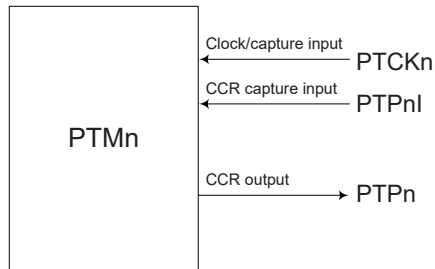 Clock/capture input
PTCKn
CCR capture input
PTPnI
PTMn
CCR output
PTPn